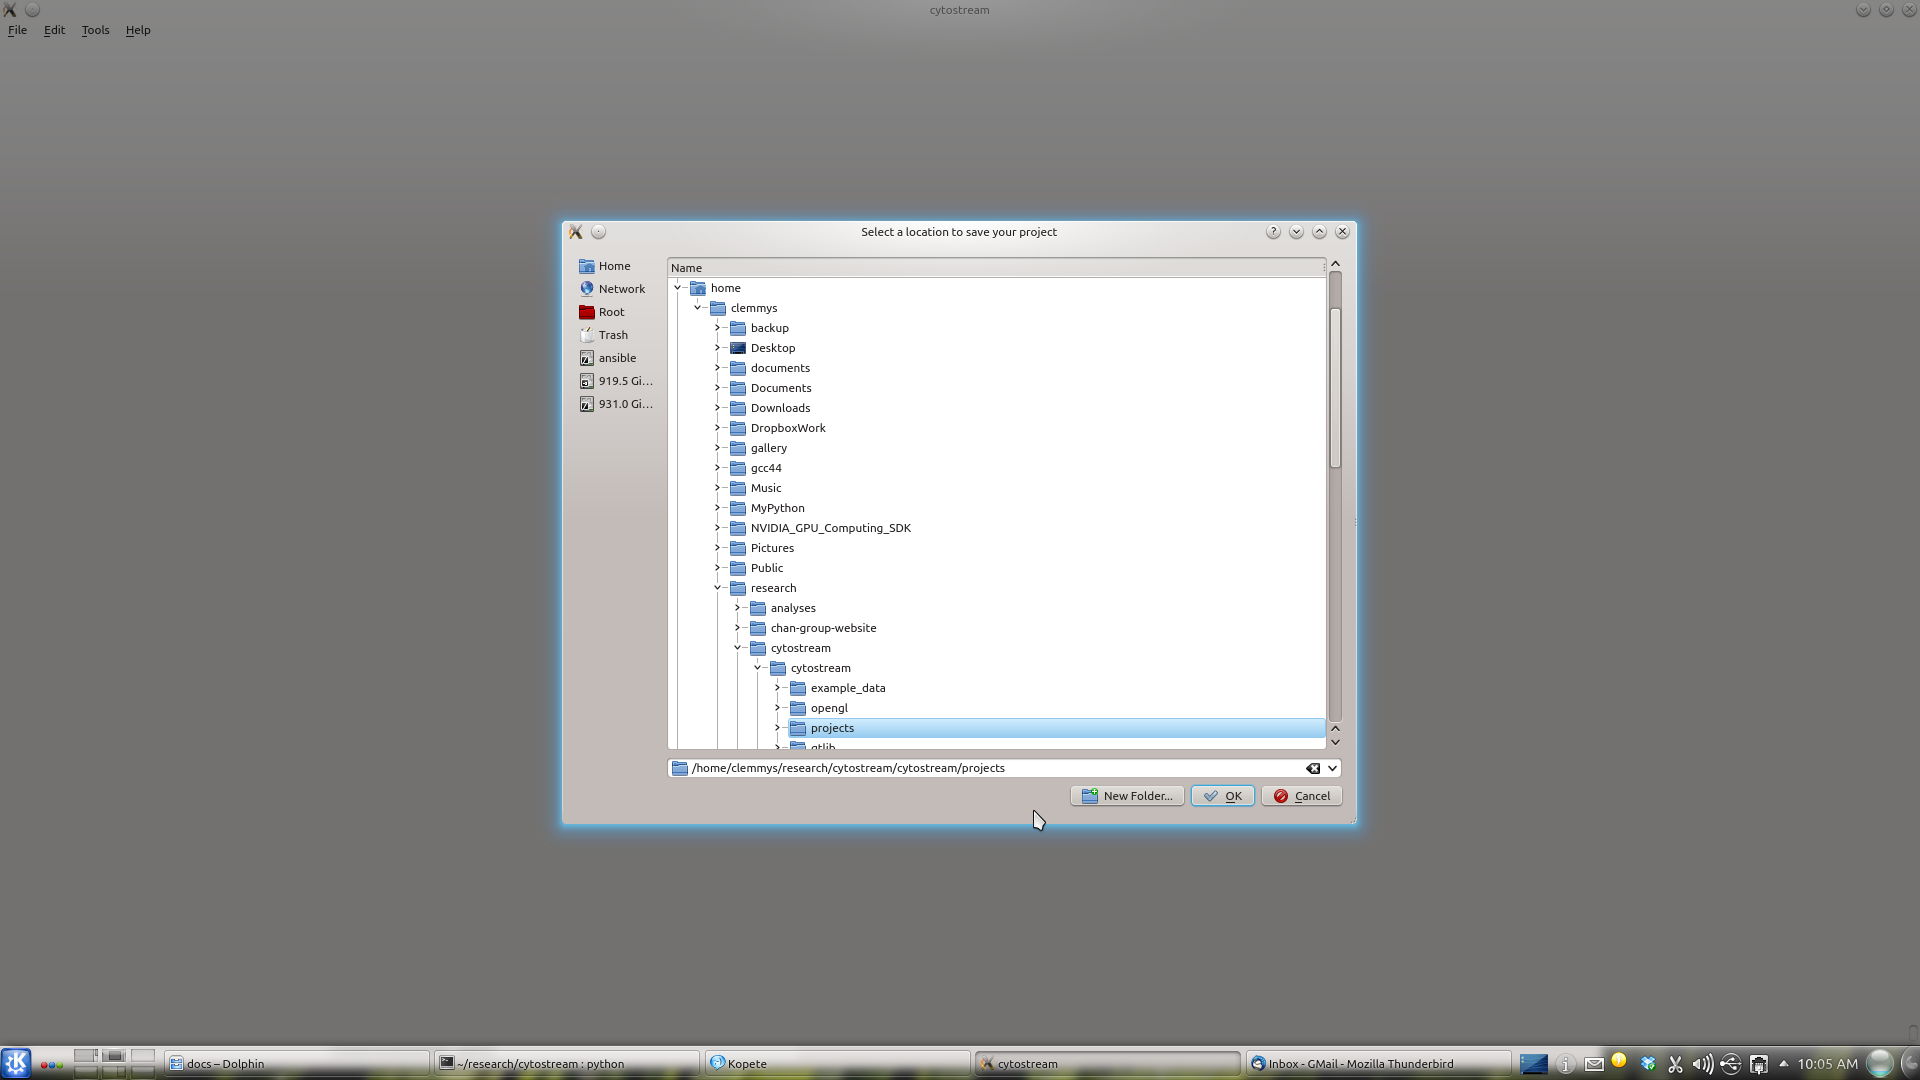 cytostream
File Edit Tools Help
Select a location to save your project
Home
Network
Root
Trash
ansible
919.5 Gi...
931.0 Gi...
Name
home
clemmys
backup
Desktop
documents
Documents
Downloads
DropboxWork
gallery
gcc44
Music
MyPython
NVIDIA_GPU_Computing_SDK
Pictures
Public
research
analyses
chan-group-website
cytostream
cytostream
example_data
opengl
projects
qtlib
/home/clemmys/research/cytostream/cytostream/projects
New Folder... OK Cancel
docs – Dolphin ~/research/cytostream : python Kopete cytostream Inbox - GMail - Mozilla Thunderbird 10:05 AM